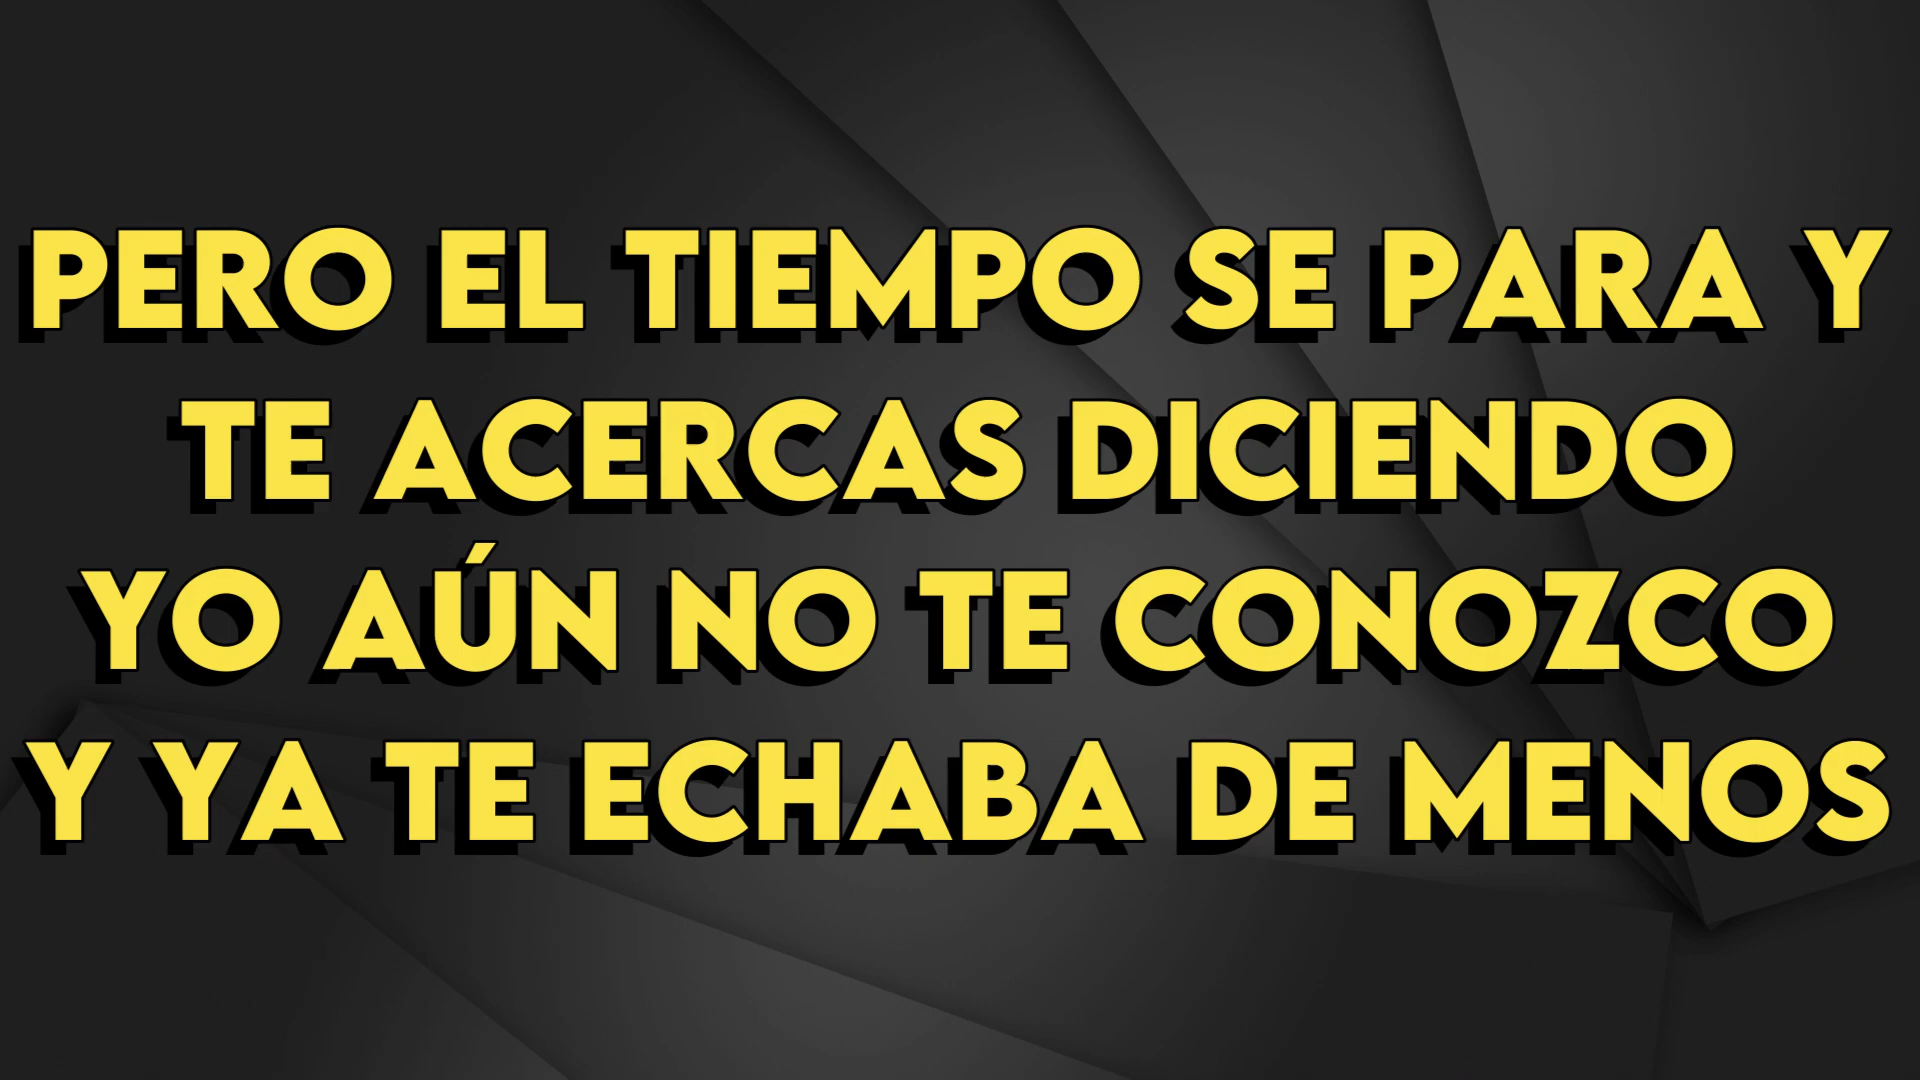 PERO EL TIEMPO SE PARA Y
TE ACERCAS DICIENDO
YO AÚN NO TE CONOZCO
Y YA TE ECHABA DE MENOS